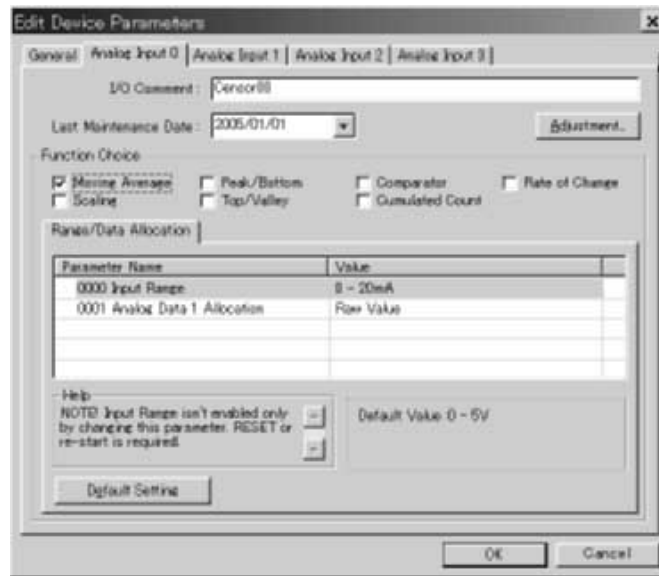 Edit Device Parameters
General Analog Input 0 Analog Input 1 Analog Input 2 Analog Input 3
I/O Comment :
Last Maintenance Date : 2005/01/01 Adjustment..
Function Choice
Moving Average Peak/Bottom Comparator Rate of Change
Scaling Top/Valley Cumulated Count
Range/Data Allocation
Parameter Name Value
0000 Input Range 0 - 20mA
0001 Analog Data 1 Allocation Raw Value
Help
NOTE! Input Range isn't enabled only
by changing this parameter. RESET or
re-start is required.
Default Value: 0 - 5V
Default Setting
OK Cancel